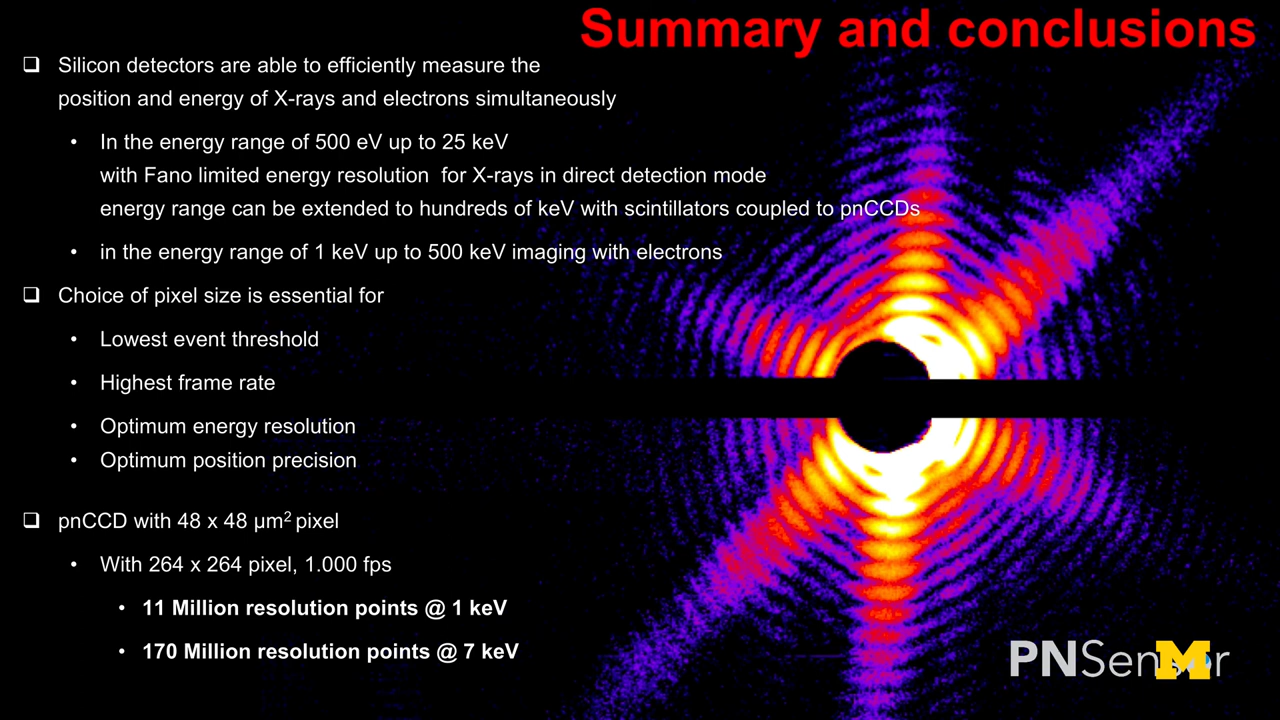 Summary and conclusions
❑ Silicon detectors are able to efficiently measure the
position and energy of X-rays and electrons simultaneously
• In the energy range of 500 eV up to 25 keV
with Fano limited energy resolution for X-rays in direct detection mode
energy range can be extended to hundreds of keV with scintillators coupled to pnCCDs
• in the energy range of 1 keV up to 500 keV imaging with electrons
❑ Choice of pixel size is essential for
• Lowest event threshold
• Highest frame rate
• Optimum energy resolution
• Optimum position precision
❑ pnCCD with 48 x 48 µm² pixel
• With 264 x 264 pixel, 1.000 fps
• 11 Million resolution points @ 1 keV
• 170 Million resolution points @ 7 keV
PNSensor
M